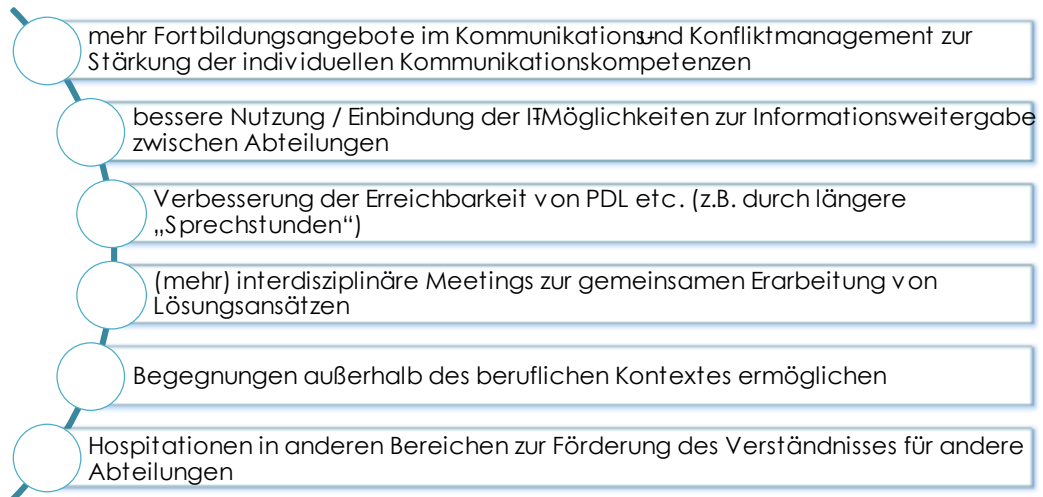 mehr Fortbildungsangebote im Kommunikations- und Konfliktmanagement zur
Stärkung der individuellen Kommunikationskompetenzen
bessere Nutzung / Einbindung der IT-Möglichkeiten zur Informationsweitergabe
zwischen Abteilungen
Verbesserung der Erreichbarkeit von PDL etc. (z.B. durch längere
„Sprechstunden“)
(mehr) interdisziplinäre Meetings zur gemeinsamen Erarbeitung von
Lösungsansätzen
Begegnungen außerhalb des beruflichen Kontextes ermöglichen
Hospitationen in anderen Bereichen zur Förderung des Verständnisses für andere
Abteilungen